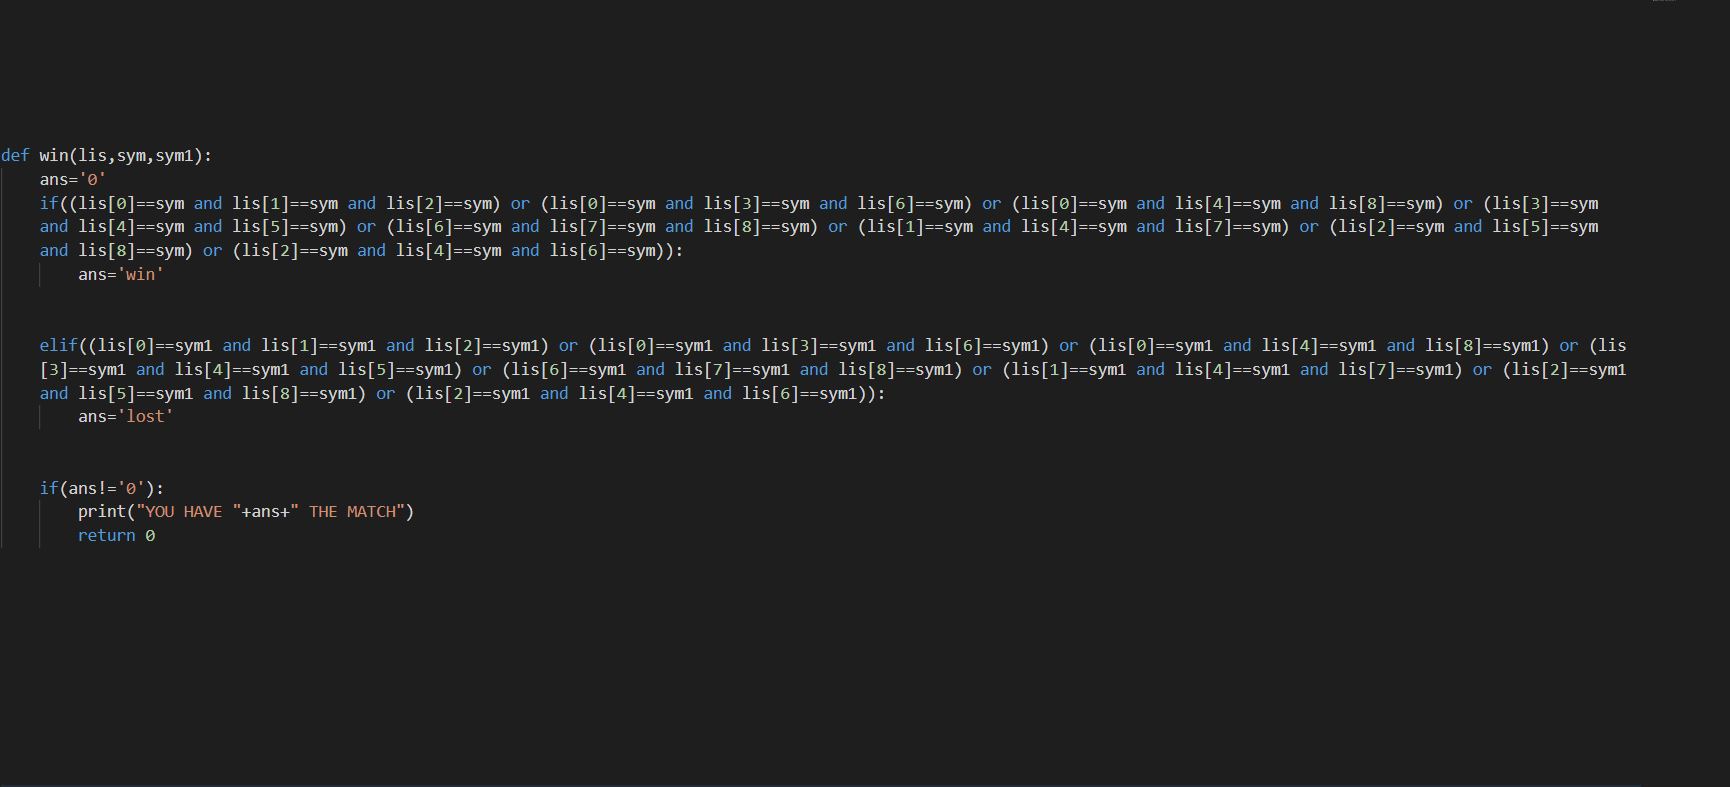 def win(lis,sym,sym1):
    ans='0'
    if((lis[0]==sym and lis[1]==sym and lis[2]==sym) or (lis[0]==sym and lis[3]==sym and lis[6]==sym) or (lis[0]==sym and lis[4]==sym and lis[8]==sym) or (lis[3]==sym
    and lis[4]==sym and lis[5]==sym) or (lis[6]==sym and lis[7]==sym and lis[8]==sym) or (lis[1]==sym and lis[4]==sym and lis[7]==sym) or (lis[2]==sym and lis[5]==sym
    and lis[8]==sym) or (lis[2]==sym and lis[4]==sym and lis[6]==sym)):
        ans='win'
    elif((lis[0]==sym1 and lis[1]==sym1 and lis[2]==sym1) or (lis[0]==sym1 and lis[3]==sym1 and lis[6]==sym1) or (lis[0]==sym1 and lis[4]==sym1 and lis[8]==sym1) or (lis
    [3]==sym1 and lis[4]==sym1 and lis[5]==sym1) or (lis[6]==sym1 and lis[7]==sym1 and lis[8]==sym1) or (lis[1]==sym1 and lis[4]==sym1 and lis[7]==sym1) or (lis[2]==sym1
    and lis[5]==sym1 and lis[8]==sym1) or (lis[2]==sym1 and lis[4]==sym1 and lis[6]==sym1)):
        ans='lost'
    if(ans!='0'):
        print("YOU HAVE "+ans+" THE MATCH")
        return 0